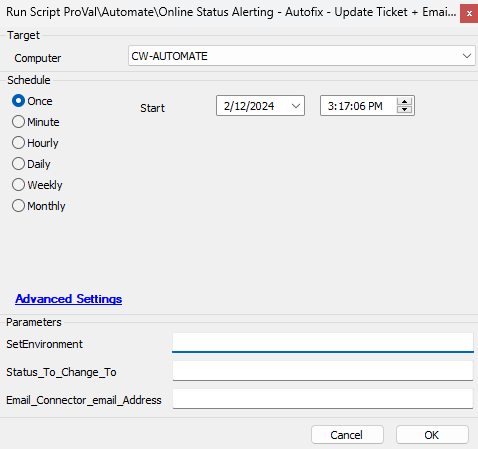 Run Script ProVal\Automate\Online Status Alerting - Autofix - Update Ticket + Emai...
Target
Computer CW-AUTOMATE
Schedule
Once Start 2/12/2024 3:17:06 PM
Minute
Hourly
Daily
Weekly
Monthly
Advanced Settings
Parameters
SetEnvironment
Status_To_Change_To
Email_Connector_email_Address
Cancel OK